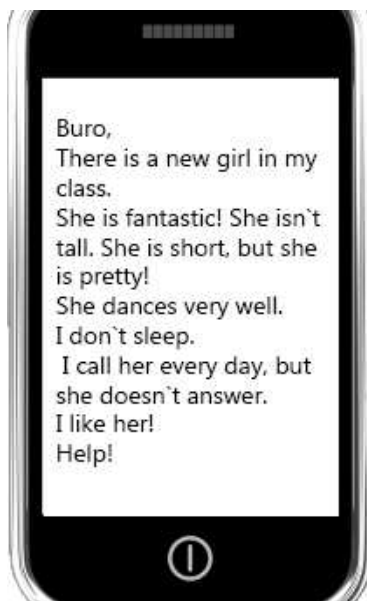 Buro,
There is a new girl in my
class.
She is fantastic! She isn`t
tall. She is short, but she
is pretty!
She dances very well.
I don`t sleep.
I call her every day, but
she doesn`t answer.
I like her!
Help!